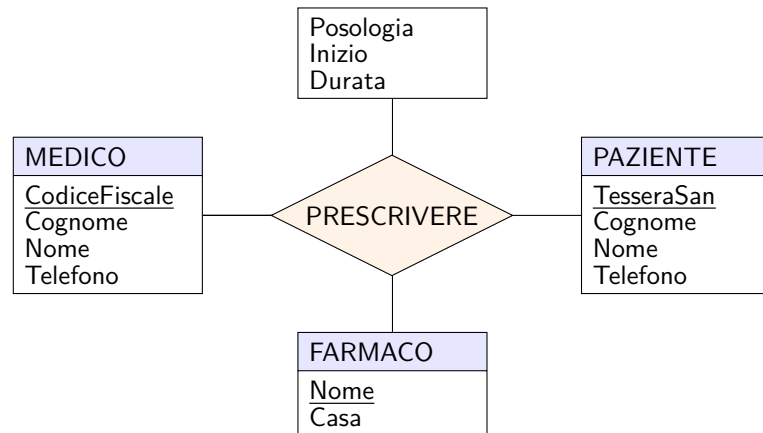 Posologia
Inizio
Durata
MEDICO
CodiceFiscale
Cognome
Nome
Telefono
PRESCRIVERE
PAZIENTE
TesseraSan
Cognome
Nome
Telefono
FARMACO
Nome
Casa